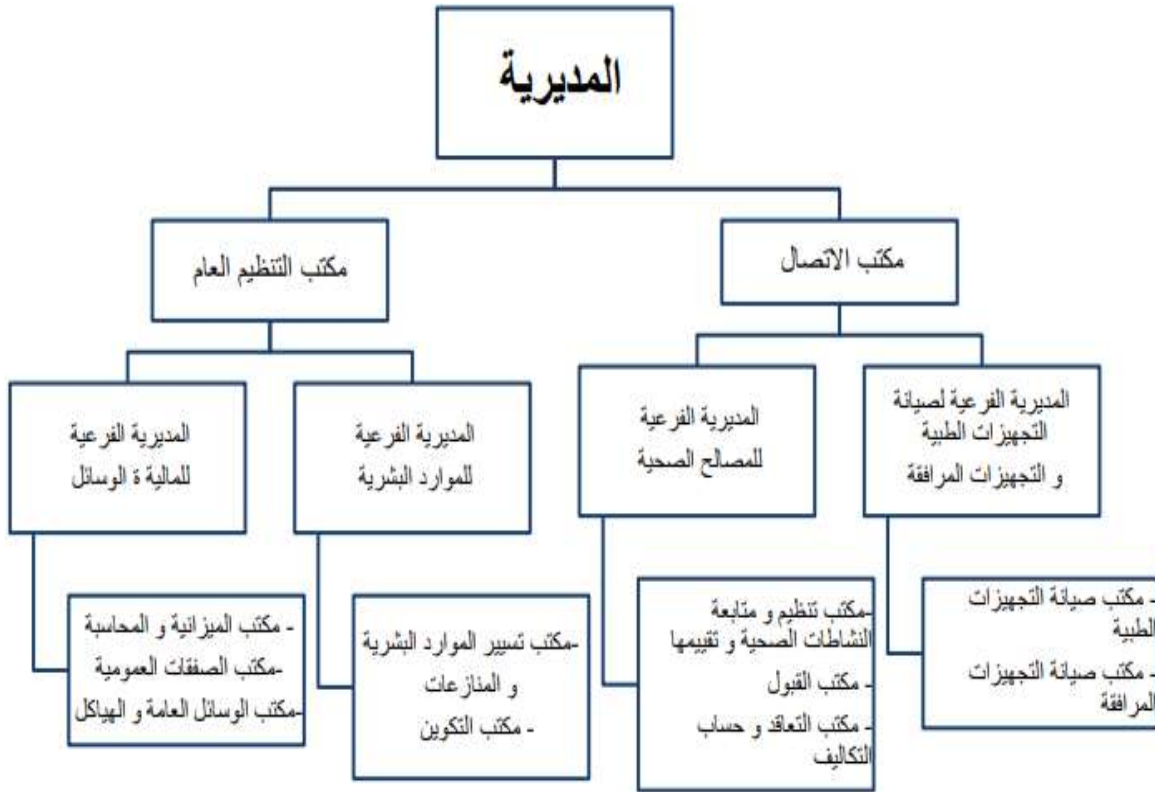 المديرية
مكتب الاتصال
مكتب التنظيم العام
المديرية الفرعية لصيانة
التجهيزات الطبية
و التجهيزات المرافقة
المديرية الفرعية
للمصالح الصحية
المديرية الفرعية
للموارد البشرية
المديرية الفرعية
للمالية ة الوسائل
- مكتب صيانة التجهيزات
الطبية
- مكتب صيانة التجهيزات
المرافقة
-مكتب تنظيم و متابعة
النشاطات الصحية و تقييمها
- مكتب القبول
- مكتب التعاقد و حساب
التكاليف
-مكتب تسيير الموارد البشرية
و المنازعات
- مكتب التكوين
- مكتب الميزانية و المحاسبة
-مكتب الصفقات العمومية
-مكتب الوسائل العامة و الهياكل